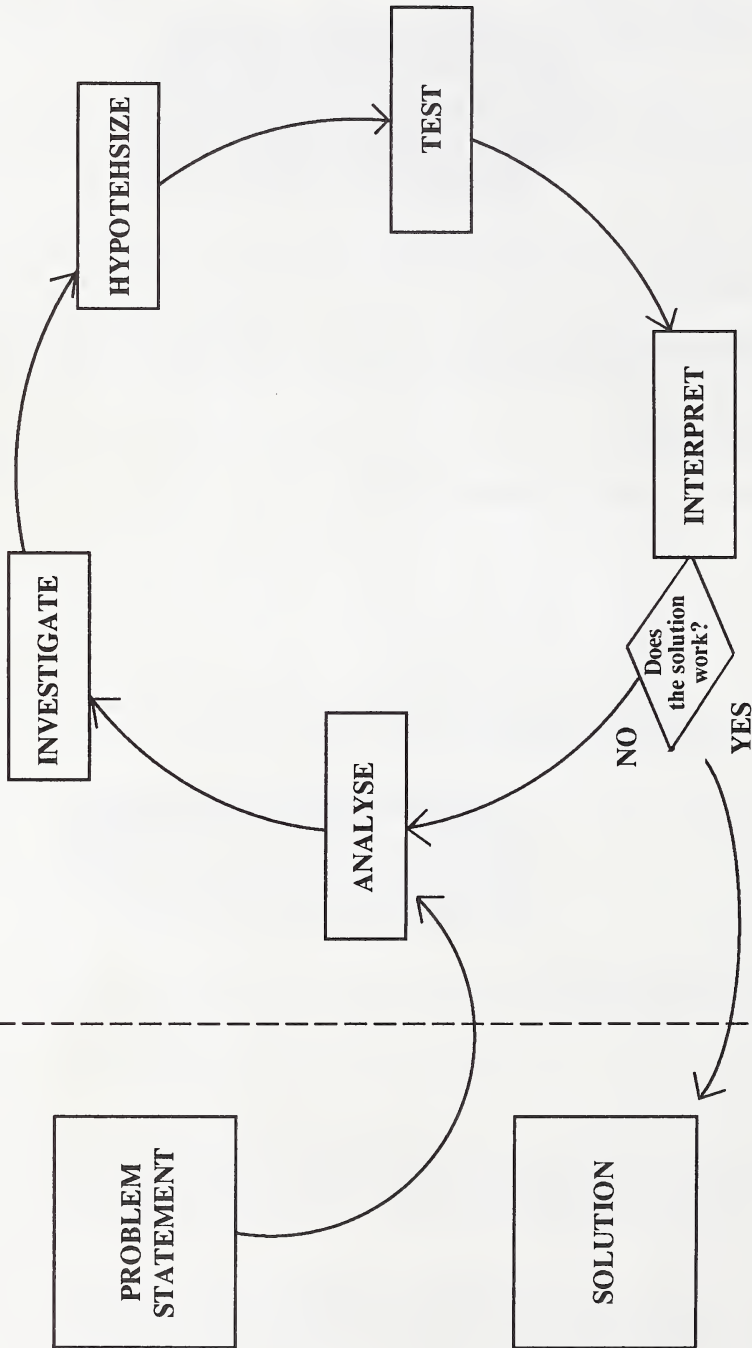 PROBLEM
STATEMENT
ANALYSE
INVESTIGATE
HYPOTEHSIZE
TEST
INTERPRET
Does
the solution
work?
NO
YES
SOLUTION